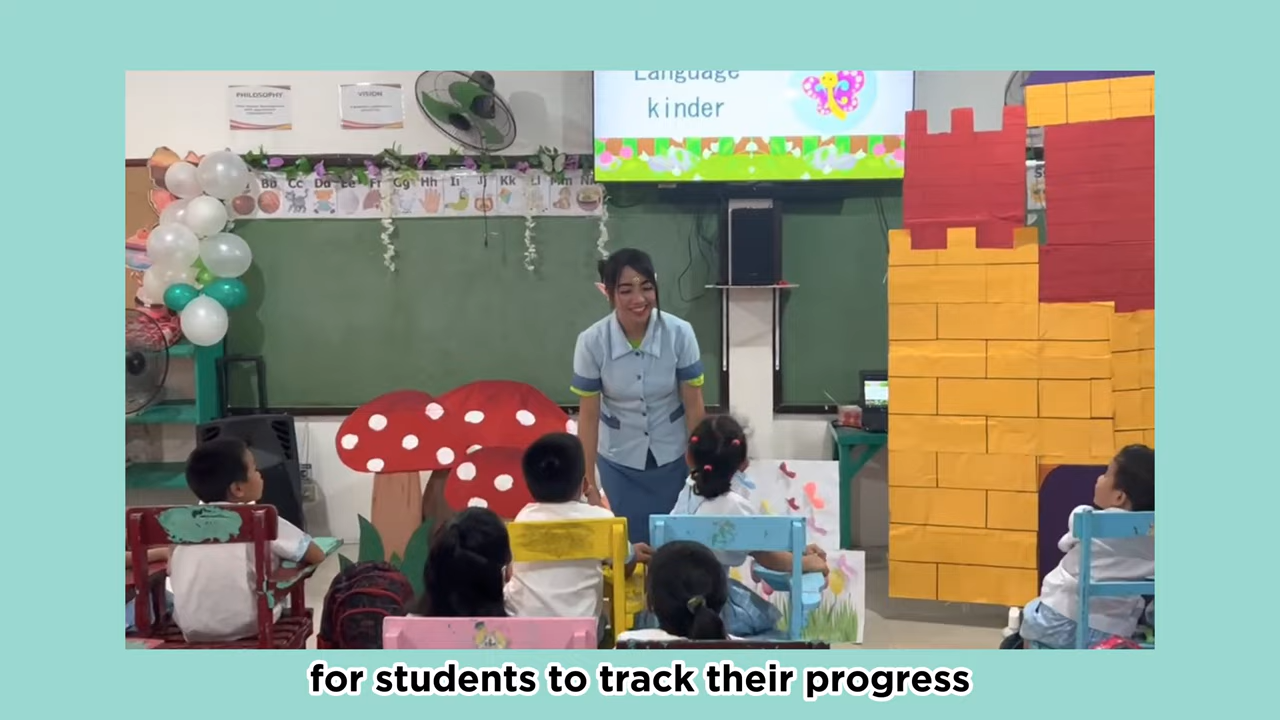 PHILOSOPHY
VISION
Language
kinder
Bb Cc Dd Ee Ff Gg Hh Ii Jj Kk Ll Mm Nn
for students to track their progress